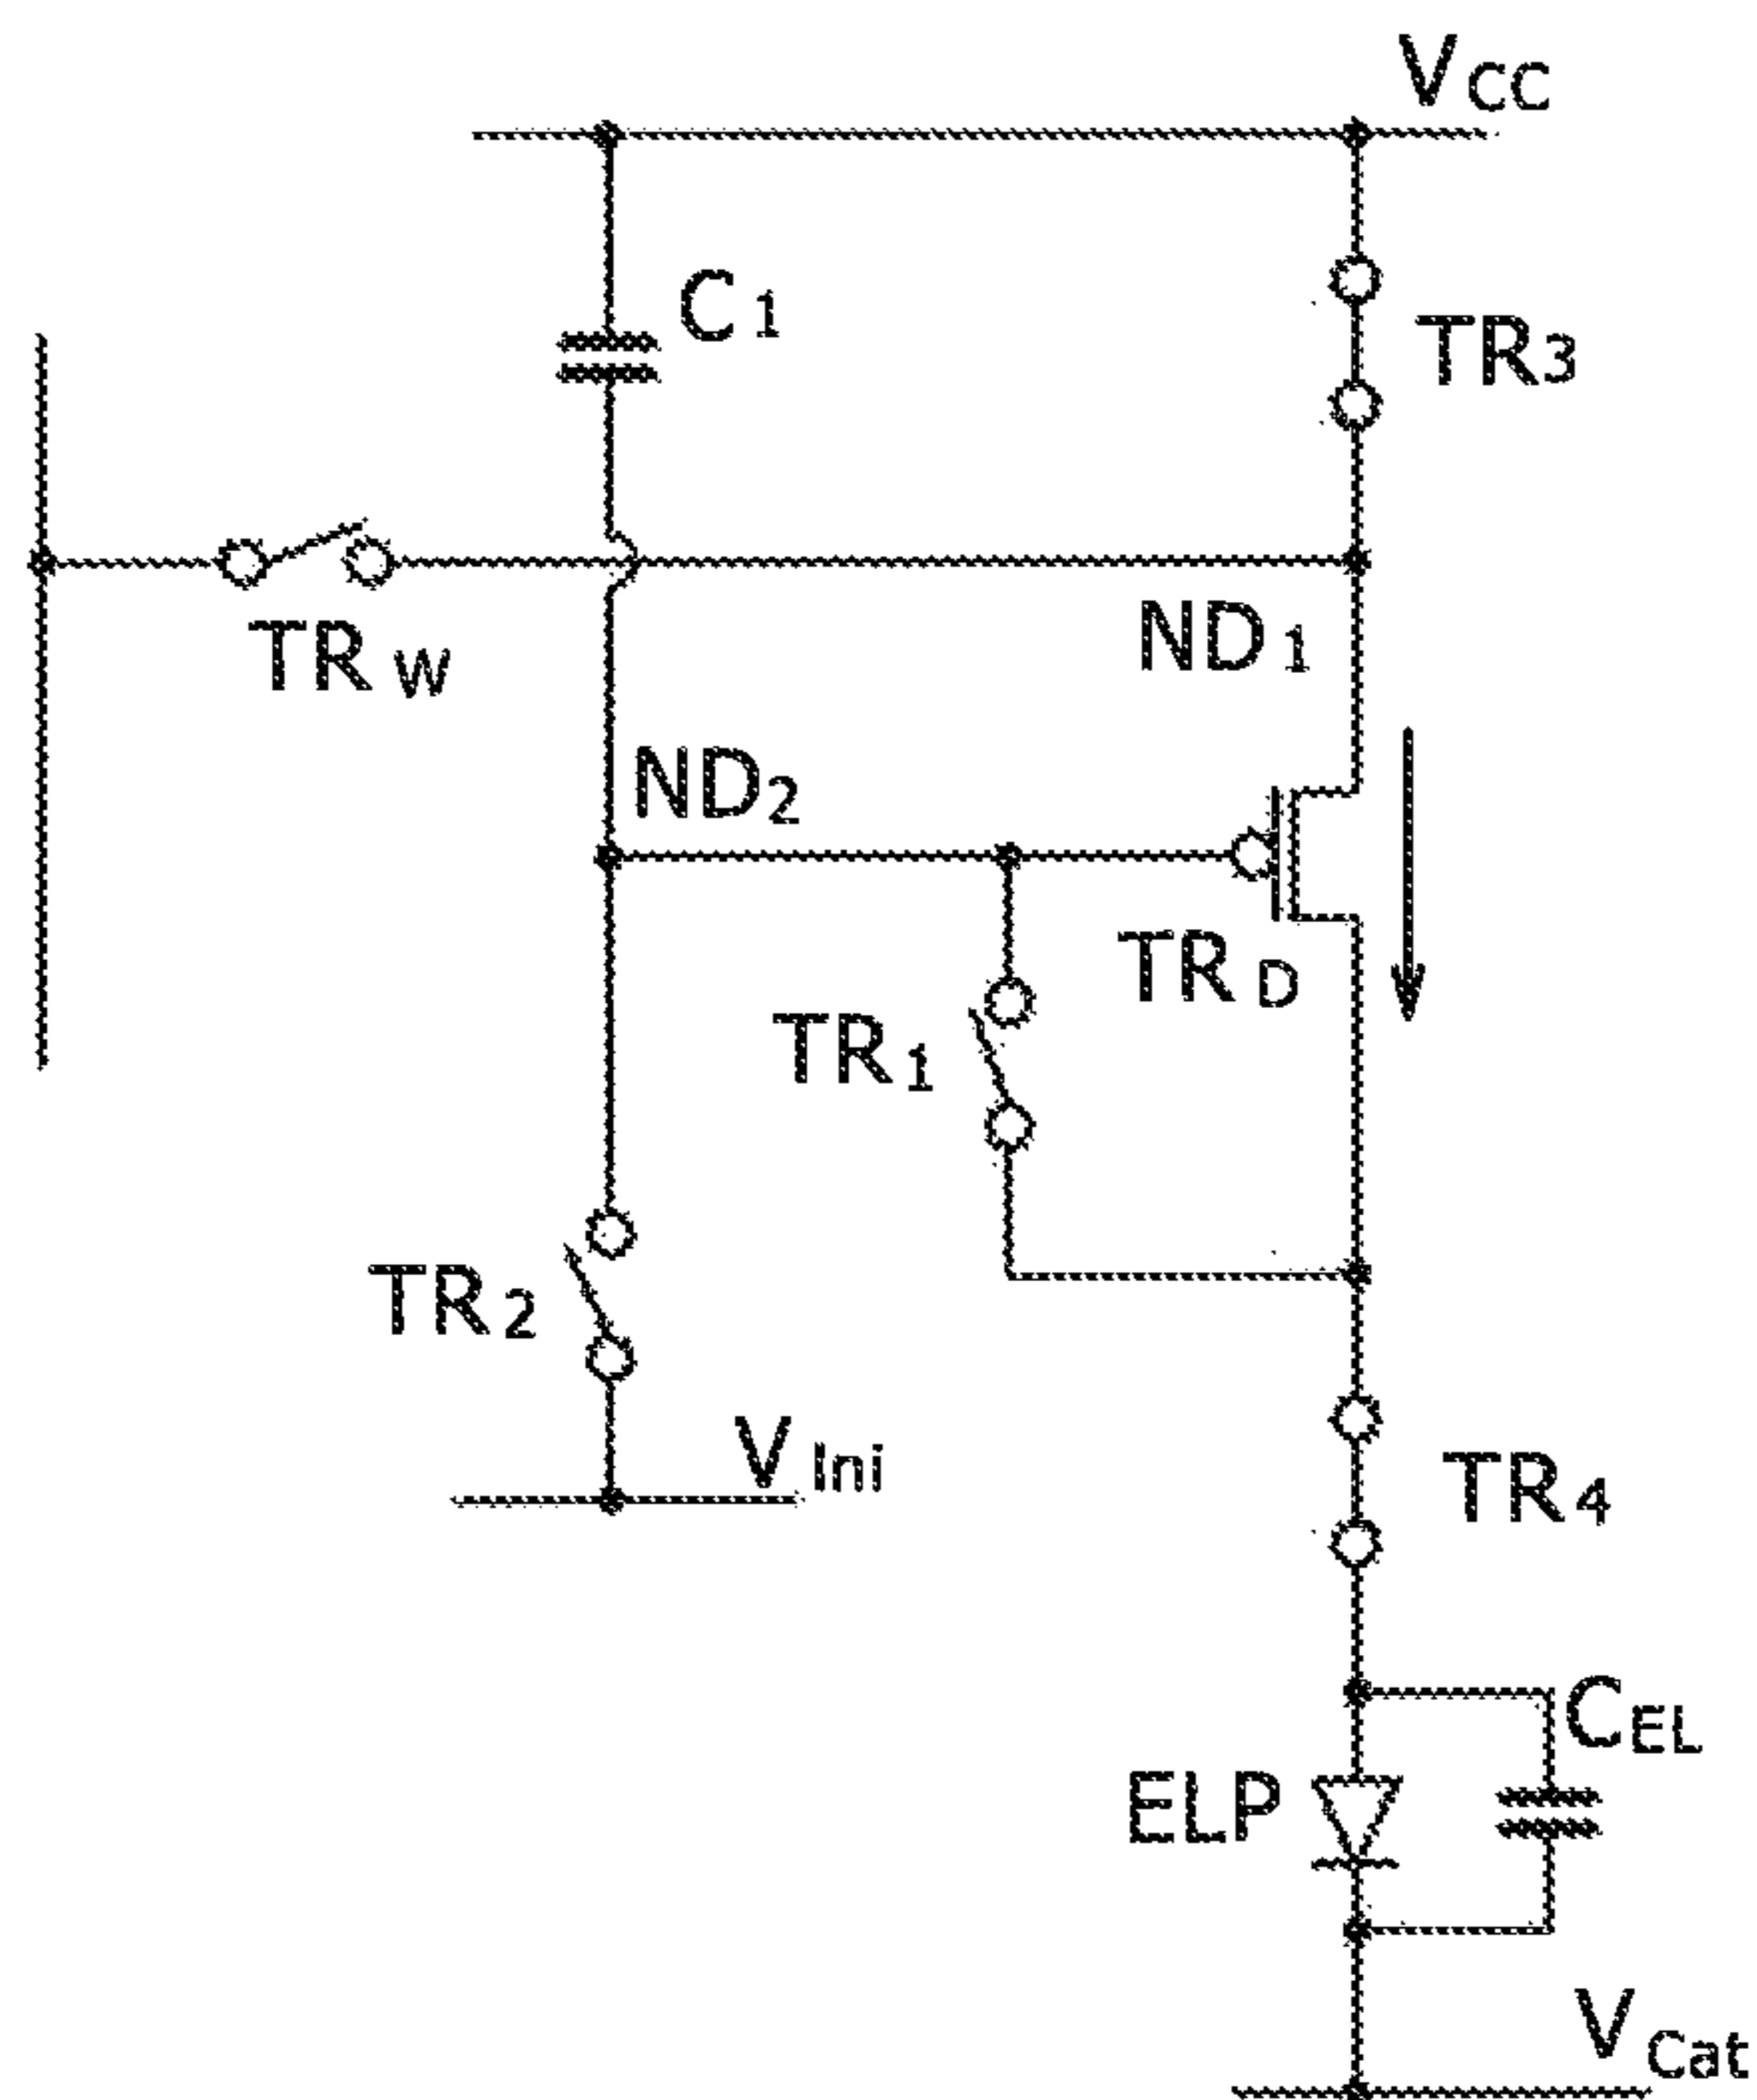 VCC
C1
TR3
TRW
ND1
ND2
TRD
TR1
TR2
VIni
TR4
CEL
ELP
VCat